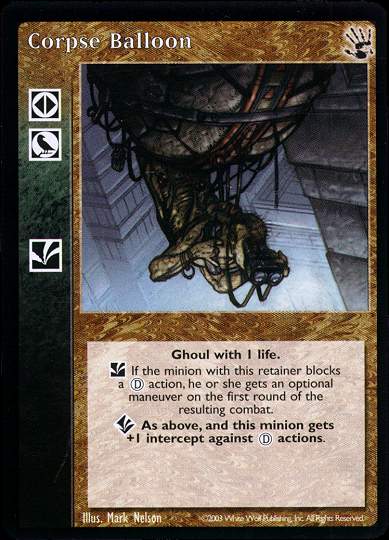 Corpse Balloon
Ghoul with 1 life.
If the minion with this retainer blocks
a D action, he or she gets an optional
maneuver on the first round of the
resulting combat.
As above, and this minion gets
+1 intercept against D actions.
Illus. Mark Nelson
©2003 White Wolf Publishing, Inc. All Rights Reserved.